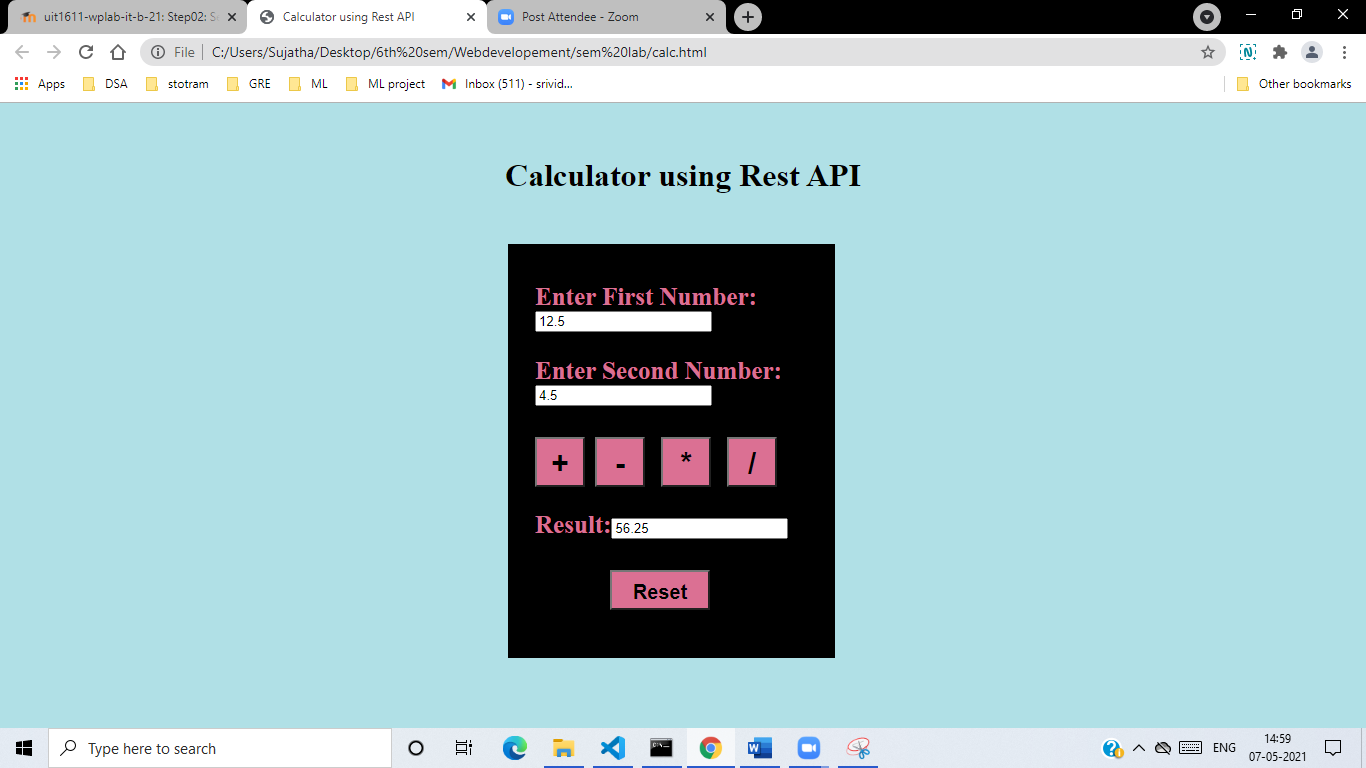 uit1611-wplab-it-b-21: Step02: S
Calculator using Rest API
Post Attendee - Zoom
File C:/Users/Sujatha/Desktop/6th%20sem/Webdevelopement/sem%20lab/calc.html
Apps DSA stotram GRE ML ML project Inbox (511) - srivid... Other bookmarks
Calculator using Rest API
Enter First Number:
12.5
Enter Second Number:
4.5
+ - * /
Result: 56.25
Reset
Type here to search
ENG
14:59
07-05-2021